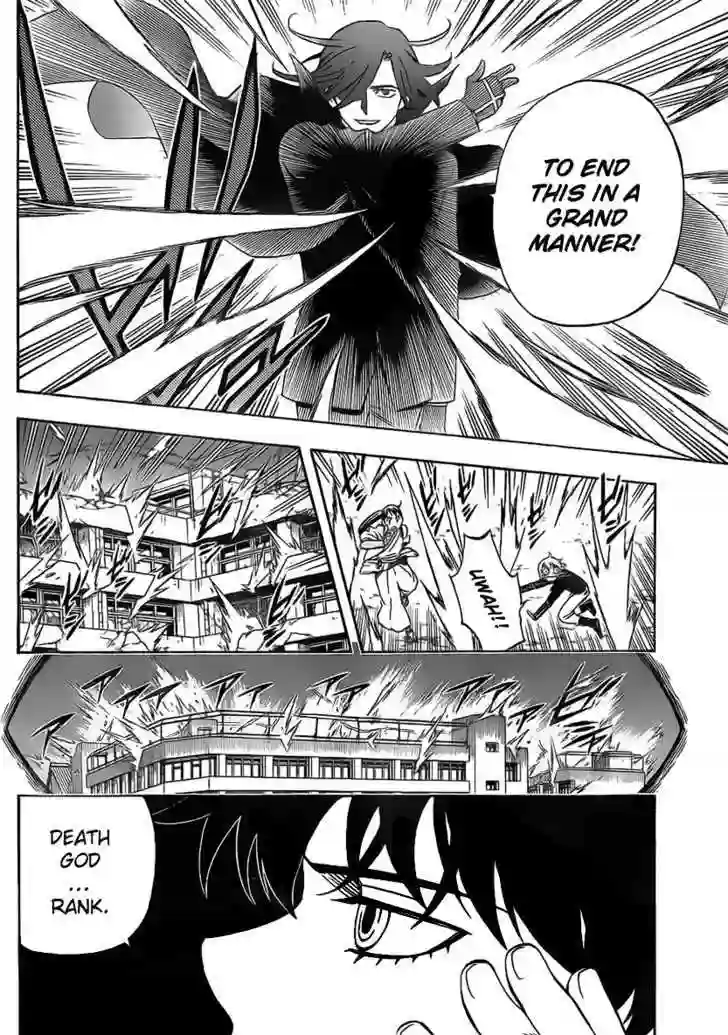 TO END
THIS IN A
GRAND
MANNER!
UWAH!!
DEATH
GOD
...
RANK.